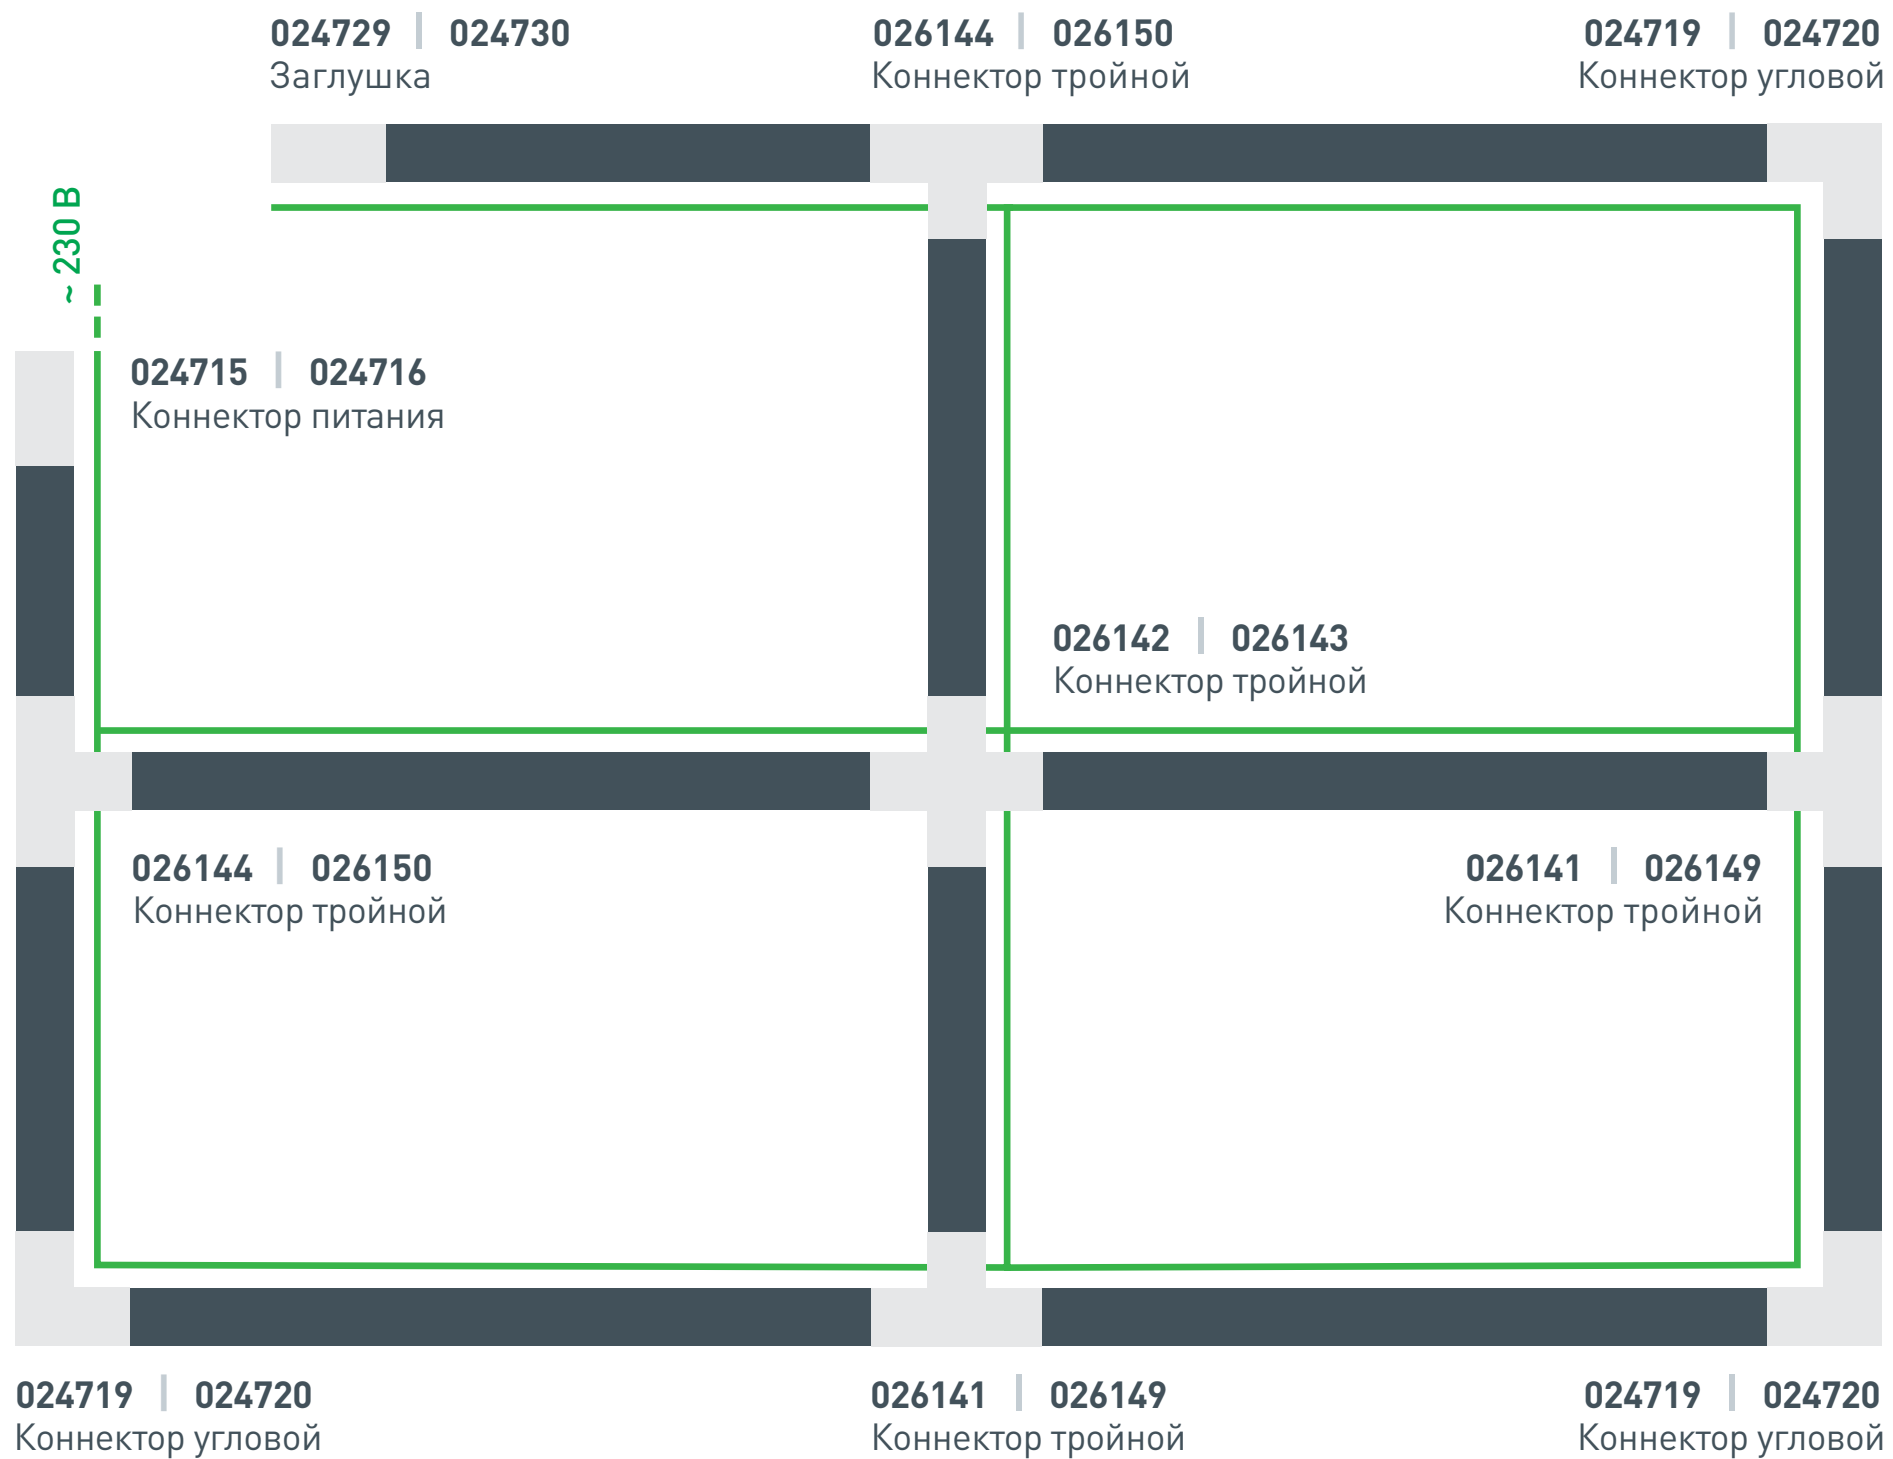 024729 | 024730
Заглушка
026144 | 026150
Коннектор тройной
024719 | 024720
Коннектор угловой
~ 230 В
024715 | 024716
Коннектор питания
026142 | 026143
Коннектор тройной
026144 | 026150
Коннектор тройной
026141 | 026149
Коннектор тройной
024719 | 024720
Коннектор угловой
026141 | 026149
Коннектор тройной
024719 | 024720
Коннектор угловой